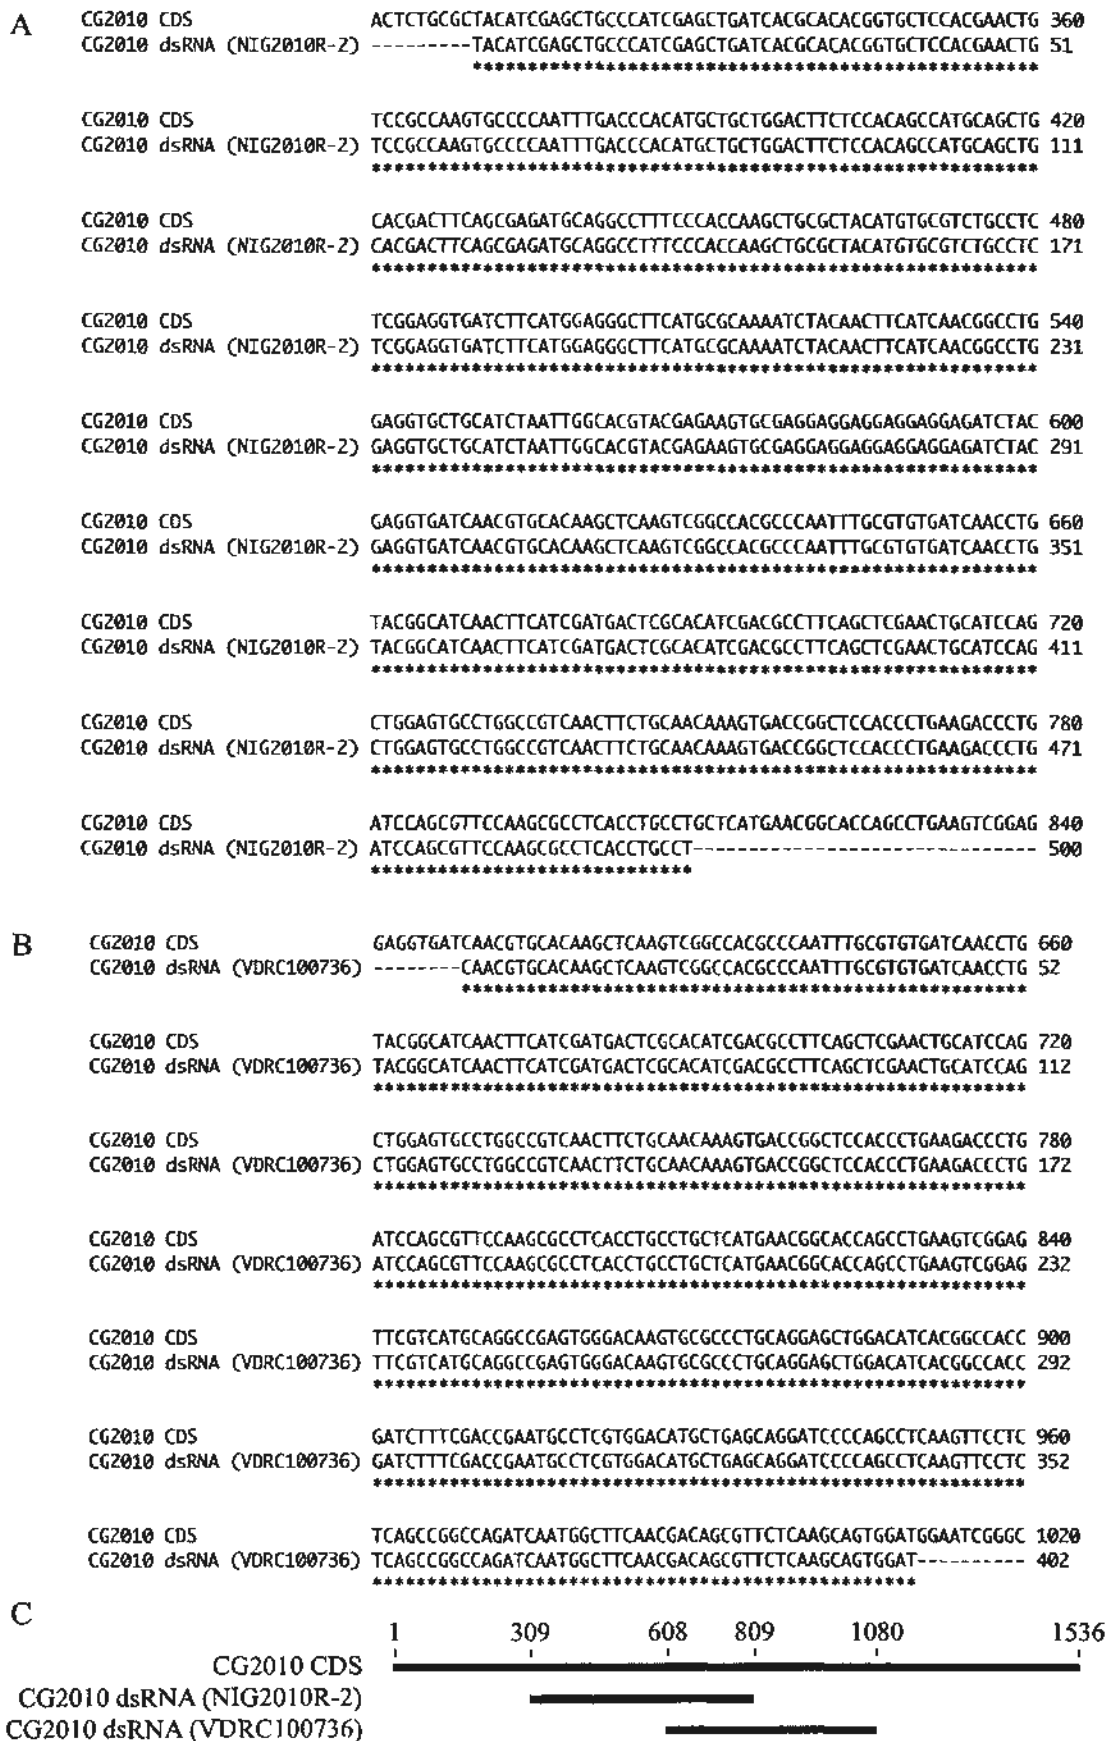 A
CG2010 CDS ACTCTGCGCTACATCGAGCTGCCCATCGAGCTGATCACGCACACGGTGCTCCACGAACTG 360
CG2010 dsRNA (NIG2010R-2) ---------TACATCGAGCTGCCCATCGAGCTGATCACGCACACGGTGCTCCACGAACTG 51
***************************************************
CG2010 CDS TCCGCCAAGTGCCCCAATTTGACCCACATGCTGCTGGACTTCTCCACAGCCATGCAGCTG 420
CG2010 dsRNA (NIG2010R-2) TCCGCCAAGTGCCCCAATTTGACCCACATGCTGCTGGACTTCTCCACAGCCATGCAGCTG 111
************************************************************
CG2010 CDS CACGACTTCAGCGAGATGCAGGCCTTTCCCACCAAGCTGCGCTACATGTGCGTCTGCCTC 480
CG2010 dsRNA (NIG2010R-2) CACGACTTCAGCGAGATGCAGGCCTTTCCCACCAAGCTGCGCTACATGTGCGTCTGCCTC 171
************************************************************
CG2010 CDS TCGGAGGTGATCTTCATGGAGGGCTTCATGCGCAAAATCTACAACTTCATCAACGGCCTG 540
CG2010 dsRNA (NIG2010R-2) TCGGAGGTGATCTTCATGGAGGGCTTCATGCGCAAAATCTACAACTTCATCAACGGCCTG 231
************************************************************
CG2010 CDS GAGGTGCTGCATCTAATTGGCACGTACGAGAAGTGCGAGGAGGAGGAGGAGGAGATCTAC 600
CG2010 dsRNA (NIG2010R-2) GAGGTGCTGCATCTAATTGGCACGTACGAGAAGTGCGAGGAGGAGGAGGAGGAGATCTAC 291
************************************************************
CG2010 CDS GAGGTGATCAACGTGCACAAGCTCAAGTCGGCCACGCCCAATTTGCGTGTGATCAACCTG 660
CG2010 dsRNA (NIG2010R-2) GAGGTGATCAACGTGCACAAGCTCAAGTCGGCCACGCCCAATTTGCGTGTGATCAACCTG 351
************************************************************
CG2010 CDS TACGGCATCAACTTCATCGATGACTCGCACATCGACGCCTTCAGCTCGAACTGCATCCAG 720
CG2010 dsRNA (NIG2010R-2) TACGGCATCAACTTCATCGATGACTCGCACATCGACGCCTTCAGCTCGAACTGCATCCAG 411
************************************************************
CG2010 CDS CTGGAGTGCCTGGCCGTCAACTTCTGCAACAAAGTGACCGGCTCCACCCTGAAGACCCTG 780
CG2010 dsRNA (NIG2010R-2) CTGGAGTGCCTGGCCGTCAACTTCTGCAACAAAGTGACCGGCTCCACCCTGAAGACCCTG 471
************************************************************
CG2010 CDS ATCCAGCGTTCCAAGCGCCTCACCTGCCTGCTCATGAACGGCACCAGCCTGAAGTCGGAG 840
CG2010 dsRNA (NIG2010R-2) ATCCAGCGTTCCAAGCGCCTCACCTGCCT------------------------------- 500
*****************************
B
CG2010 CDS GAGGTGATCAACGTGCACAAGCTCAAGTCGGCCACGCCCAATTTGCGTGTGATCAACCTG 660
CG2010 dsRNA (VDRC100736) --------CAACGTGCACAAGCTCAAGTCGGCCACGCCCAATTTGCGTGTGATCAACCTG 52
****************************************************
CG2010 CDS TACGGCATCAACTTCATCGATGACTCGCACATCGACGCCTTCAGCTCGAACTGCATCCAG 720
CG2010 dsRNA (VDRC100736) TACGGCATCAACTTCATCGATGACTCGCACATCGACGCCTTCAGCTCGAACTGCATCCAG 112
************************************************************
CG2010 CDS CTGGAGTGCCTGGCCGTCAACTTCTGCAACAAAGTGACCGGCTCCACCCTGAAGACCCTG 780
CG2010 dsRNA (VDRC100736) CTGGAGTGCCTGGCCGTCAACTTCTGCAACAAAGTGACCGGCTCCACCCTGAAGACCCTG 172
************************************************************
CG2010 CDS ATCCAGCGTTCCAAGCGCCTCACCTGCCTGCTCATGAACGGCACCAGCCTGAAGTCGGAG 840
CG2010 dsRNA (VDRC100736) ATCCAGCGTTCCAAGCGCCTCACCTGCCTGCTCATGAACGGCACCAGCCTGAAGTCGGAG 232
************************************************************
CG2010 CDS TTCGTCATGCAGGCCGAGTGGGACAAGTGCGCCCTGCAGGAGCTGGACATCACGGCCACC 900
CG2010 dsRNA (VDRC100736) TTCGTCATGCAGGCCGAGTGGGACAAGTGCGCCCTGCAGGAGCTGGACATCACGGCCACC 292
************************************************************
CG2010 CDS GATCTTTCGACCGAATGCCTCGTGGACATGCTGAGCAGGATCCCCAGCCTCAAGTTCCTC 960
CG2010 dsRNA (VDRC100736) GATCTTTCGACCGAATGCCTCGTGGACATGCTGAGCAGGATCCCCAGCCTCAAGTTCCTC 352
************************************************************
CG2010 CDS TCAGCCGGCCAGATCAATGGCTTCAACGACAGCGTTCTCAAGCAGTGGATGGAATCGGGC 1020
CG2010 dsRNA (VDRC100736) TCAGCCGGCCAGATCAATGGCTTCAACGACAGCGTTCTCAAGCAGTGGAT---------- 402
**************************************************
C
1 309 608 809 1080 1536
CG2010 CDS
CG2010 dsRNA (NIG2010R-2)
CG2010 dsRNA (VDRC100736)